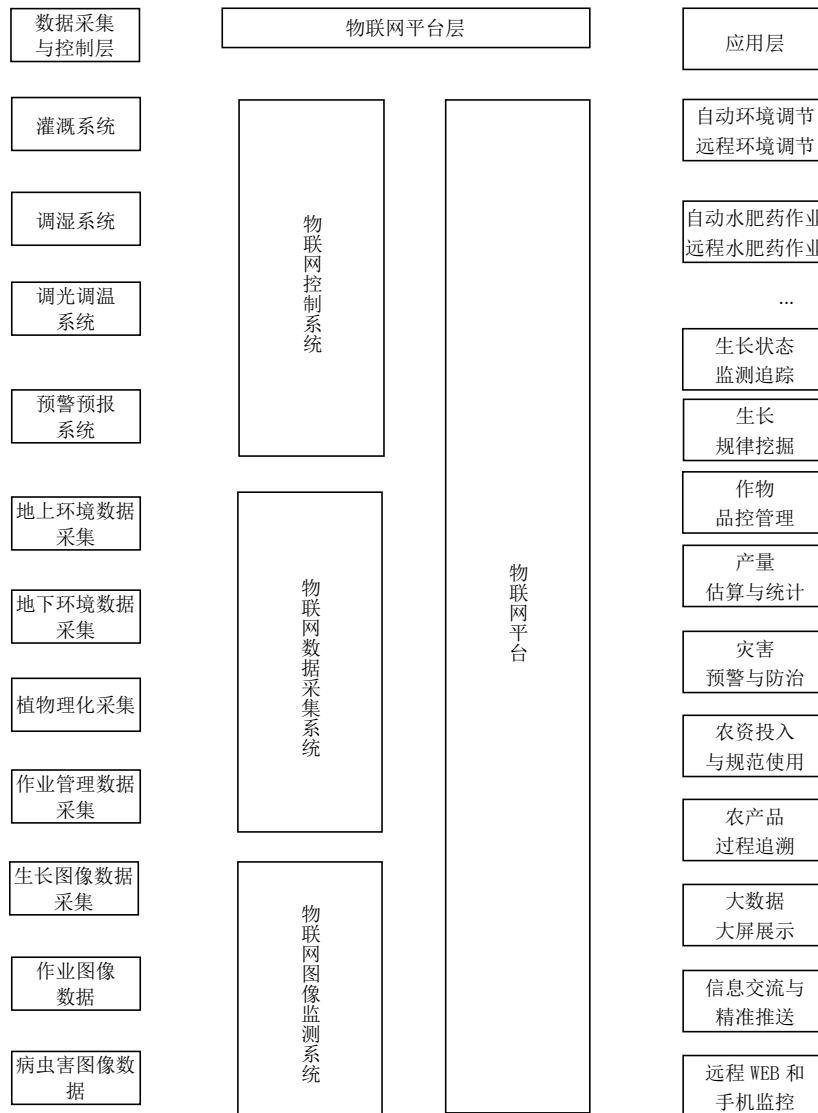 数据采集
与控制层
物联网平台层
应用层
灌溉系统
调湿系统
调光调温
系统
预警预报
系统
地上环境数据
采集
地下环境数据
采集
植物理化采集
作业管理数据
采集
生长图像数据
采集
作业图像
数据
病虫害图像数
据
物联网控制系统
物联网数据采集系统
物联网图像监测系统
物联网平台
自动环境调节
远程环境调节
自动水肥药作业
远程水肥药作业
...
生长状态
监测追踪
生长
规律挖掘
作物
品控管理
产量
估算与统计
灾害
预警与防治
农资投入
与规范使用
农产品
过程追溯
大数据
大屏展示
信息交流与
精准推送
远程 WEB 和
手机监控